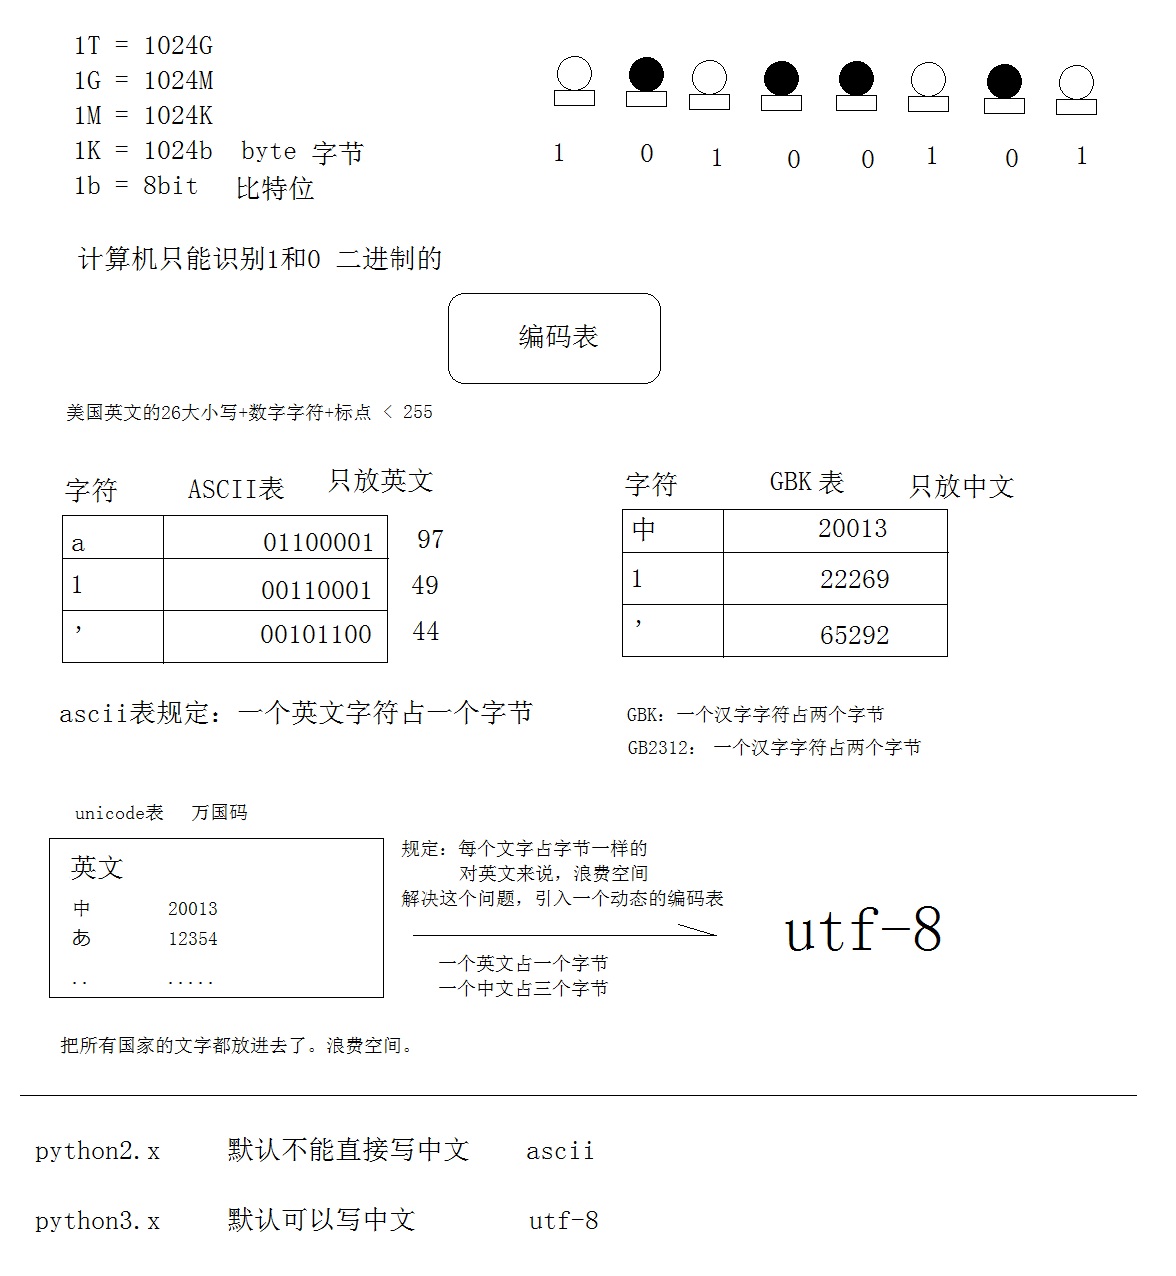 1T = 1024G
1G = 1024M
1M = 1024K
1K = 1024b byte 字节
1b = 8bit 比特位
1 0 1 0 0 1 0 1
计算机只能识别1和0 二进制的
编码表
美国英文的26大小写+数字字符+标点 < 255
字符 ASCII表 只放英文
a 01100001 97
1 00110001 49
, 00101100 44
ascii表规定: 一个英文字符占一个字节
字符 GBK 表 只放中文
中 20013
1 22269
, 65292
GBK: 一个汉字字符占两个字节
GB2312: 一个汉字字符占两个字节
unicode表 万国码
英文
中 20013
あ 12354
.. .....
规定: 每个文字占字节一样的
对英文来说, 浪费空间
解决这个问题, 引入一个动态的编码表
一个英文占一个字节
一个中文占三个字节
utf-8
把所有国家的文字都放进去了。浪费空间。
python2.x 默认不能直接写中文 ascii
python3.x 默认可以写中文 utf-8